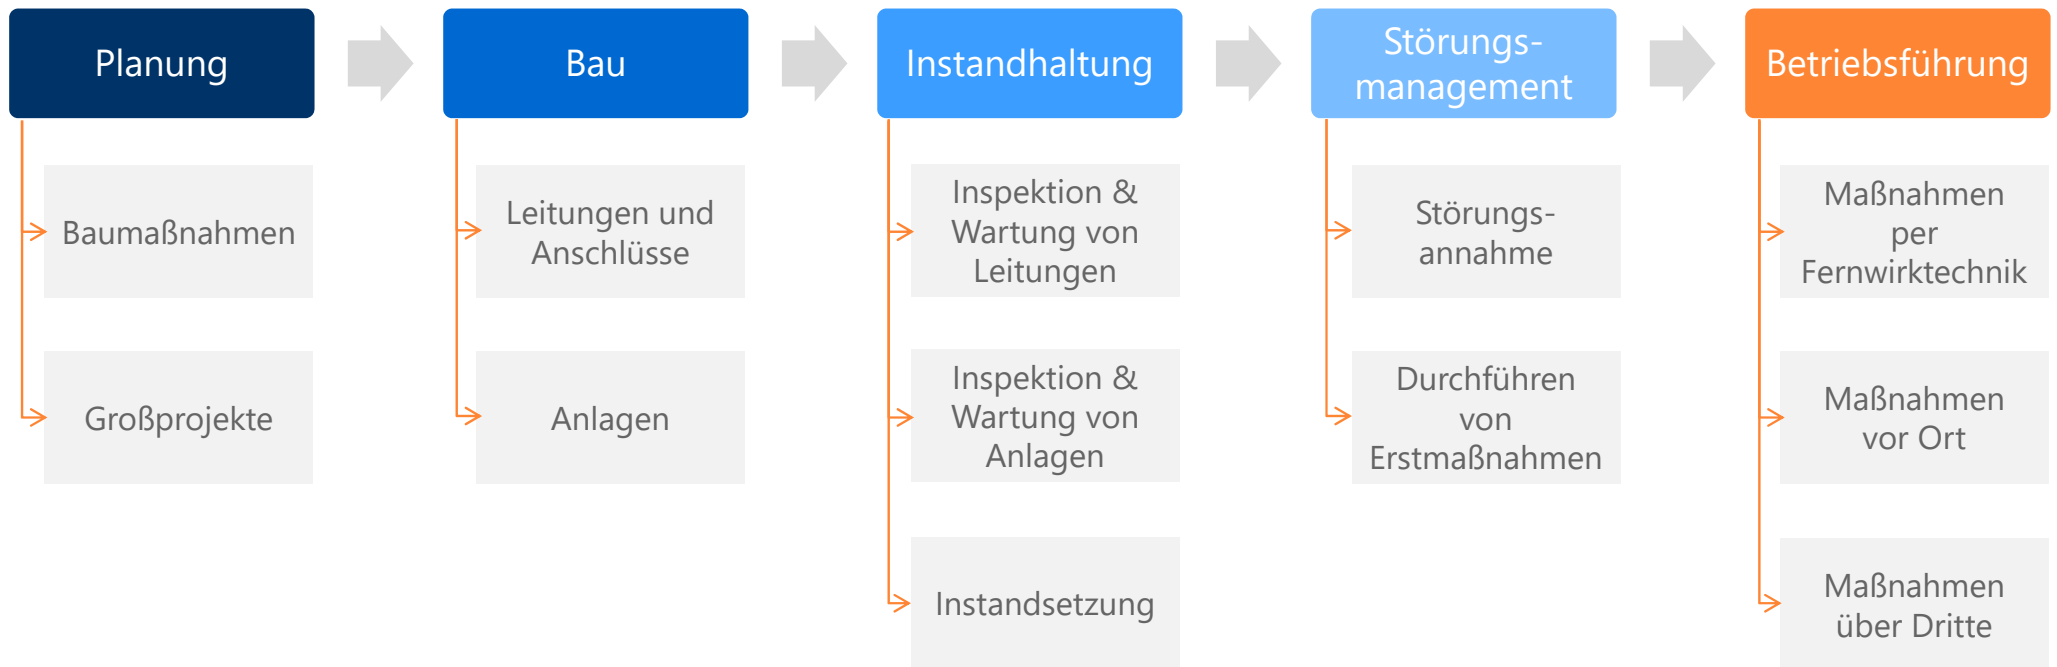 Planung
Baumaßnahmen
Großprojekte
Bau
Leitungen und
Anschlüsse
Anlagen
Instandhaltung
Inspektion &
Wartung von
Leitungen
Inspektion &
Wartung von
Anlagen
Instandsetzung
Störungs-
management
Störungs-
annahme
Durchführen
von
Erstmaßnahmen
Betriebsführung
Maßnahmen
per
Fernwirktechnik
Maßnahmen
vor Ort
Maßnahmen
über Dritte